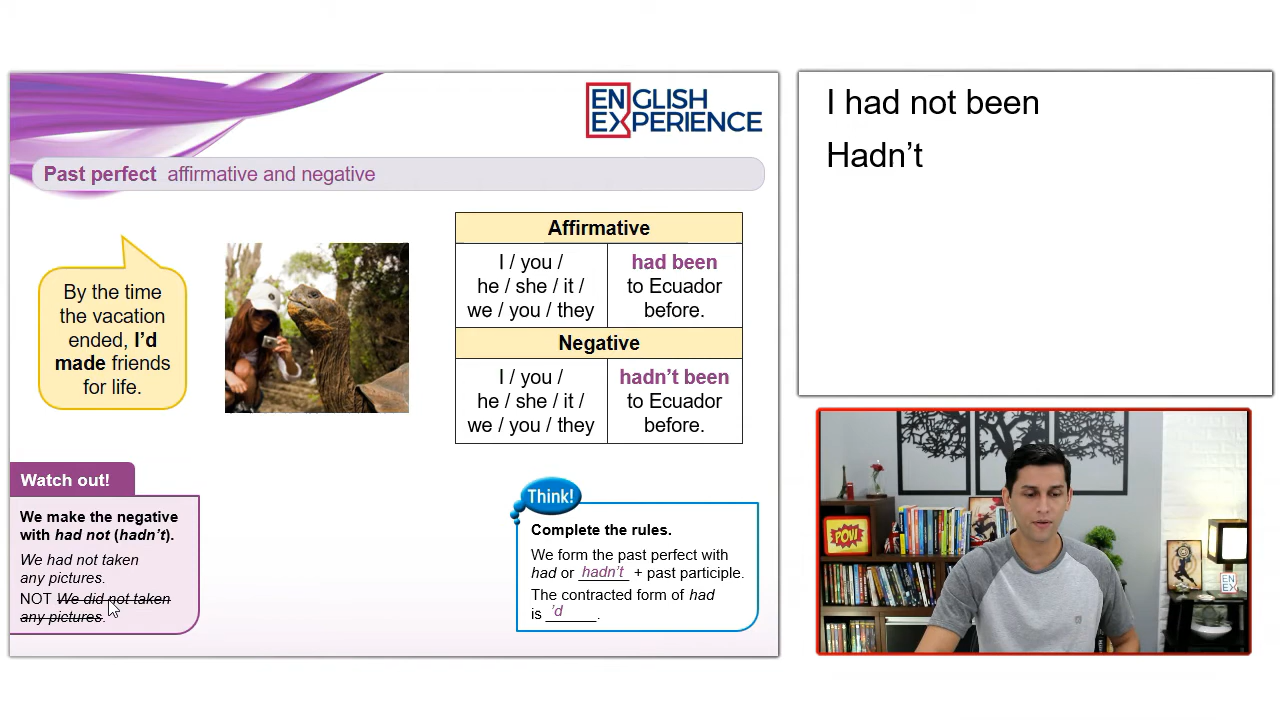 ENGLISH
EXPERIENCE
Past perfect affirmative and negative
By the time
the vacation
ended, I’d
made friends
for life.
Affirmative
I / you /
he / she / it /
we / you / they
had been
to Ecuador
before.
Negative
I / you /
he / she / it /
we / you / they
hadn’t been
to Ecuador
before.
Watch out!
We make the negative
with had not (hadn’t).
We had not taken
any pictures.
NOT We did not taken
any pictures.
Think!
Complete the rules.
We form the past perfect with
had or hadn’t + past participle.
The contracted form of had
is ’d.
I had not been
Hadn’t
POW
EN
EX